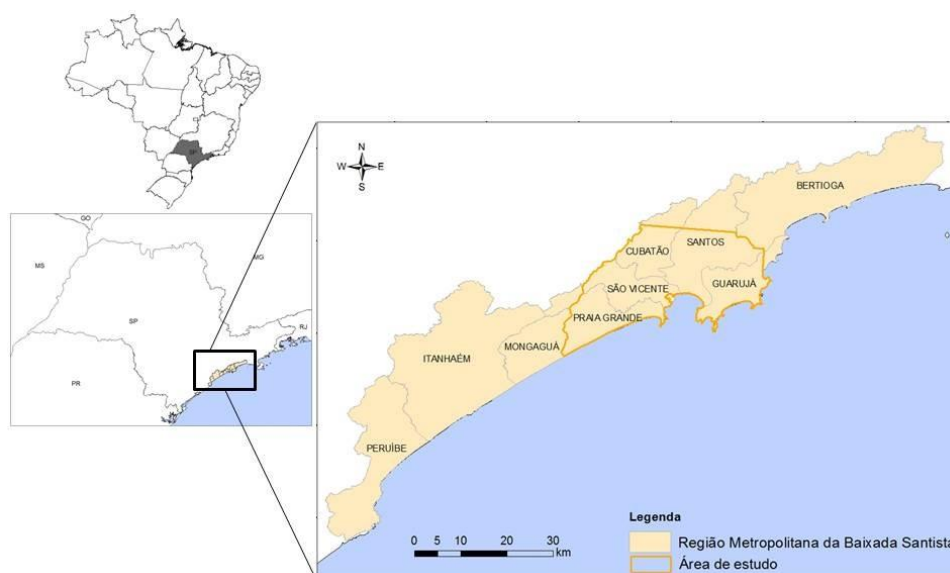 SP
GO
MS
MG
SP
RJ
PR
N
W E
S
BERTIOGA
CUBATÃO
SANTOS
GUARUJÁ
SÃO VICENTE
PRAIA GRANDE
MONGAGUÁ
ITANHAÉM
PERUÍBE
Legenda
Região Metropolitana da Baixada Santista
Área de estudo
0 5 10 20 30
km